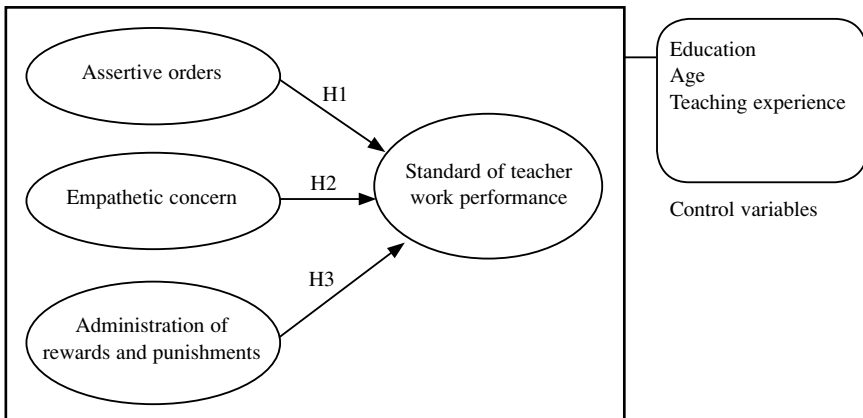 Assertive orders
H1
Empathetic concern
H2
Standard of teacher
work performance
H3
Administration of
rewards and punishments
Education
Age
Teaching experience
Control variables